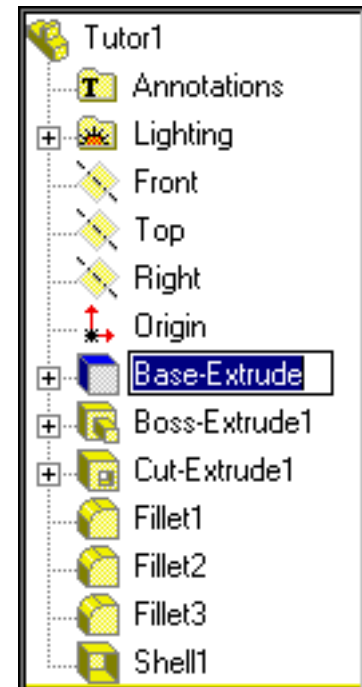 Tutor1
Annotations
Lighting
Front
Top
Right
Origin
Base-Extrude
Boss-Extrude1
Cut-Extrude1
Fillet1
Fillet2
Fillet3
Shell1